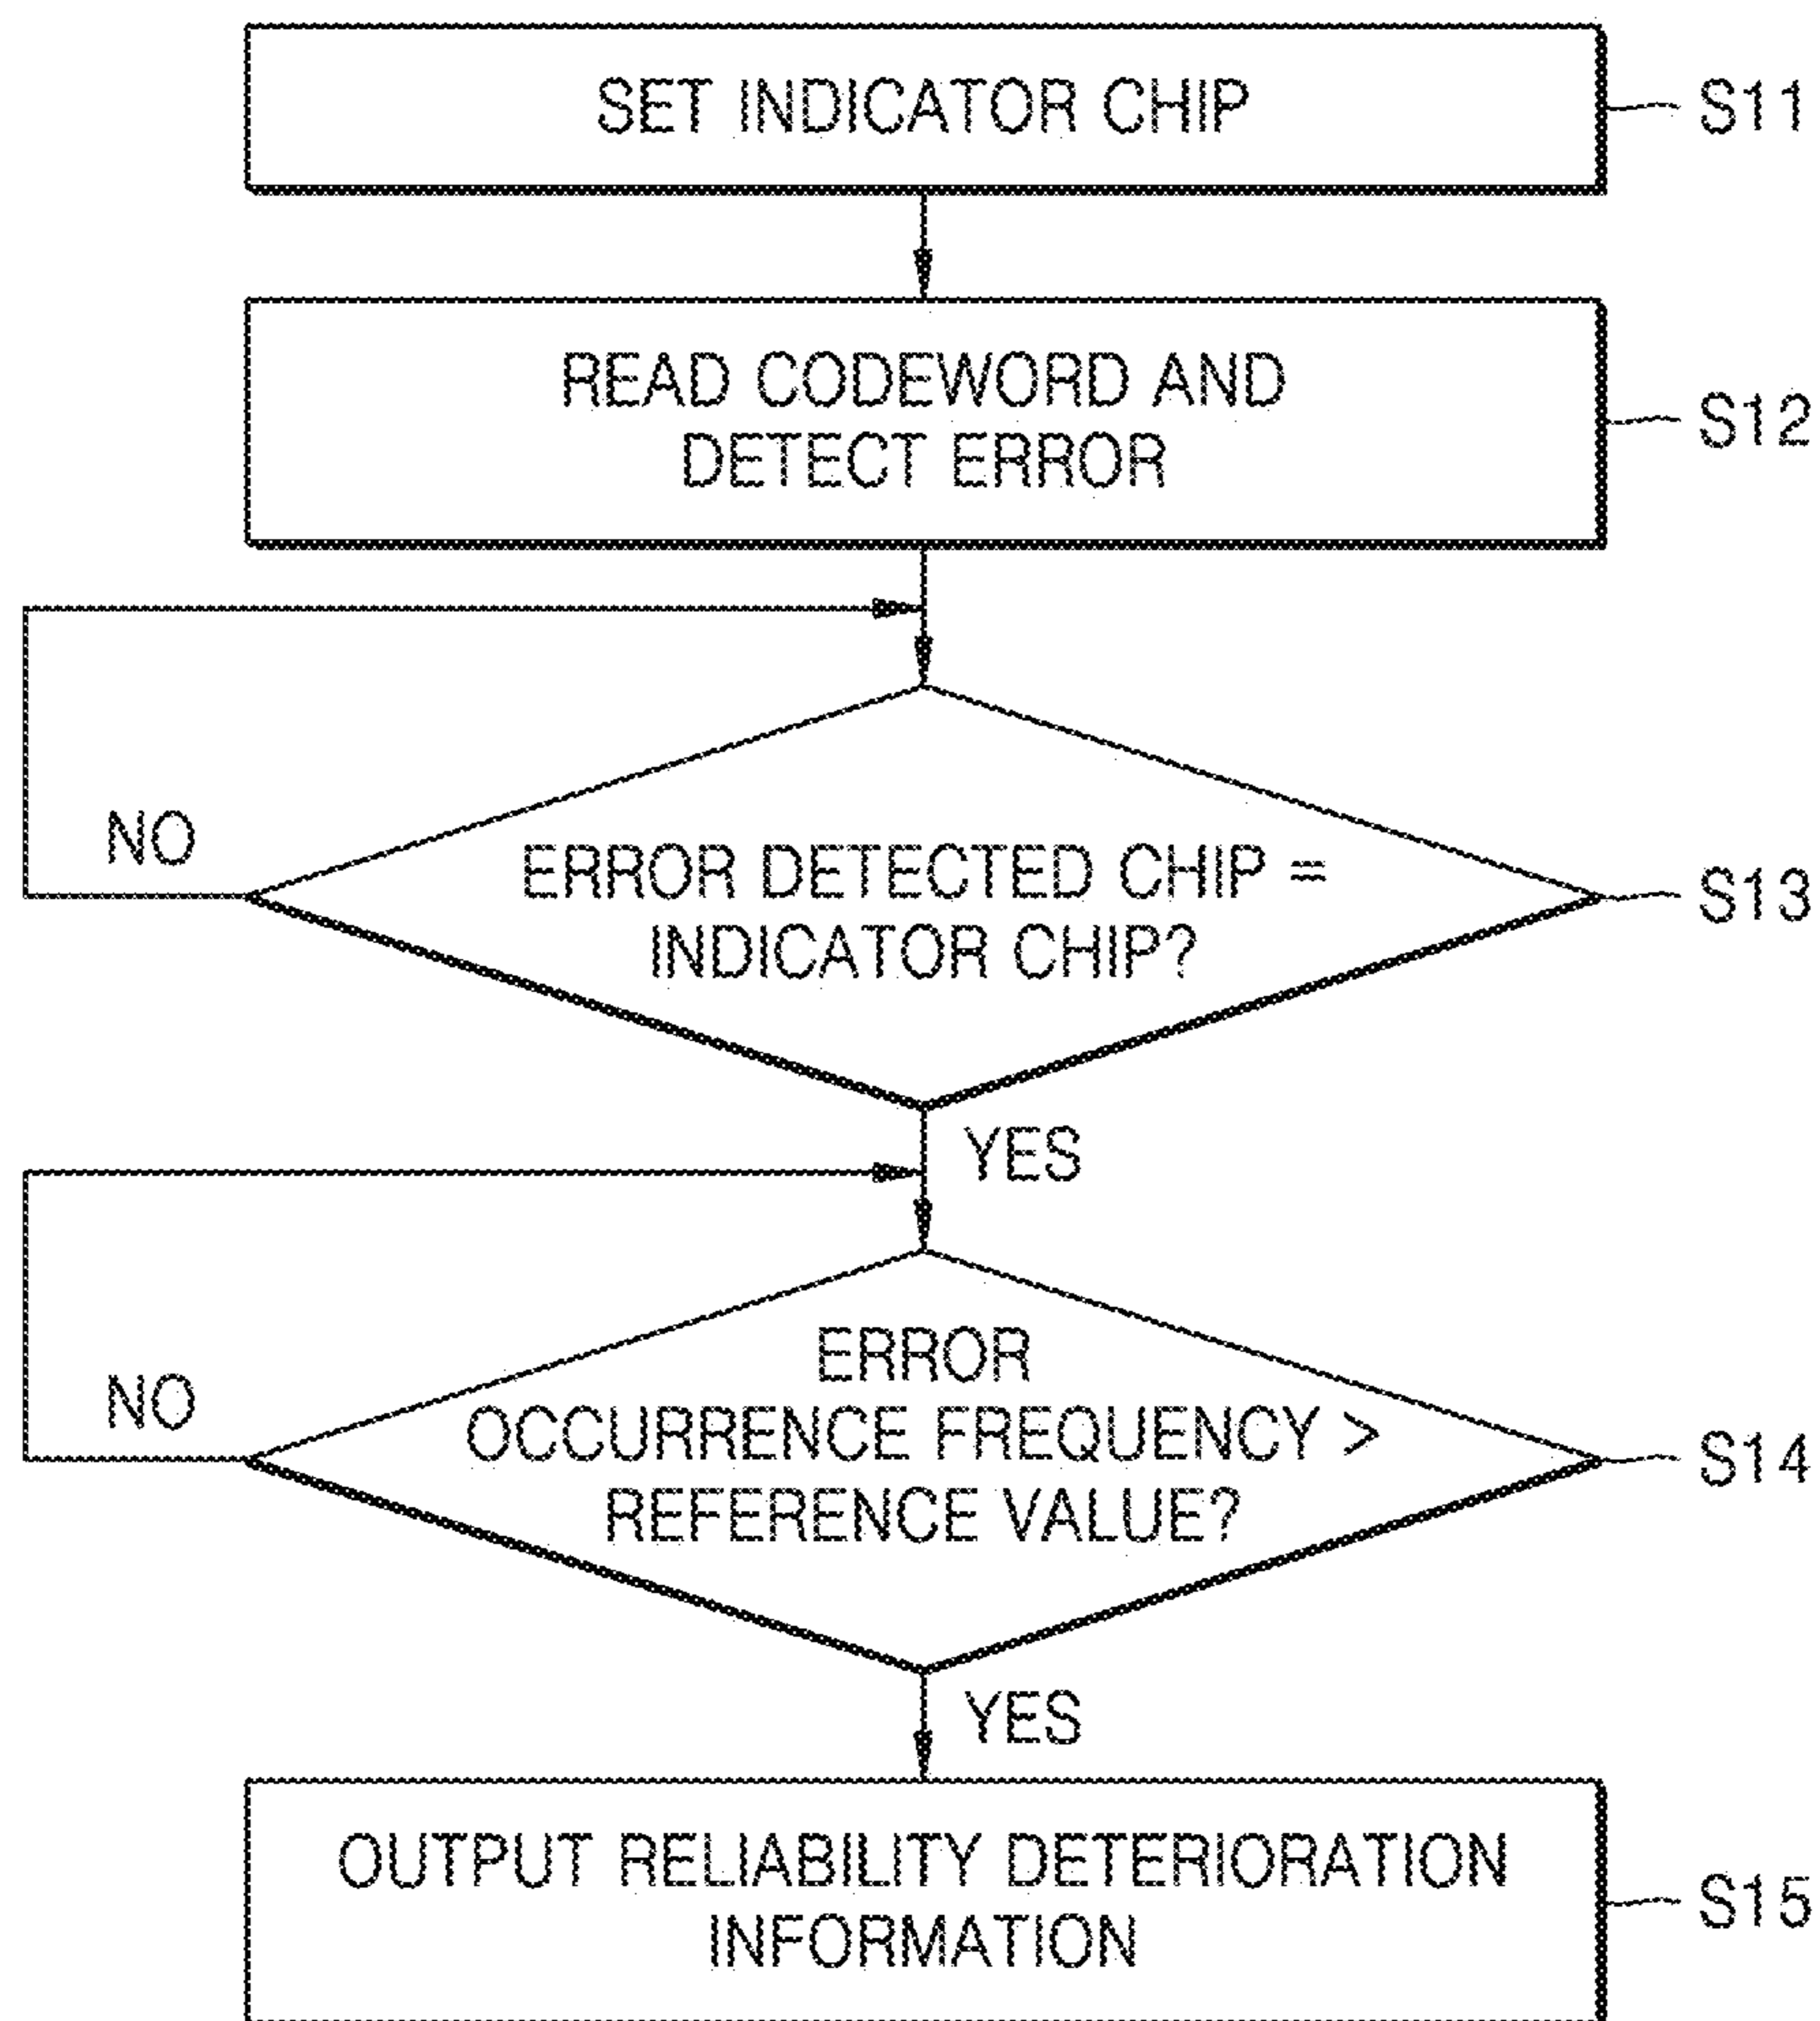 SET INDICATOR CHIP
S11
READ CODEWORD AND
DETECT ERROR
S12
NO
ERROR DETECTED CHIP =
INDICATOR CHIP?
S13
YES
NO
ERROR
OCCURRENCE FREQUENCY >
REFERENCE VALUE?
S14
YES
OUTPUT RELIABILITY DETERIORATION
INFORMATION
S15